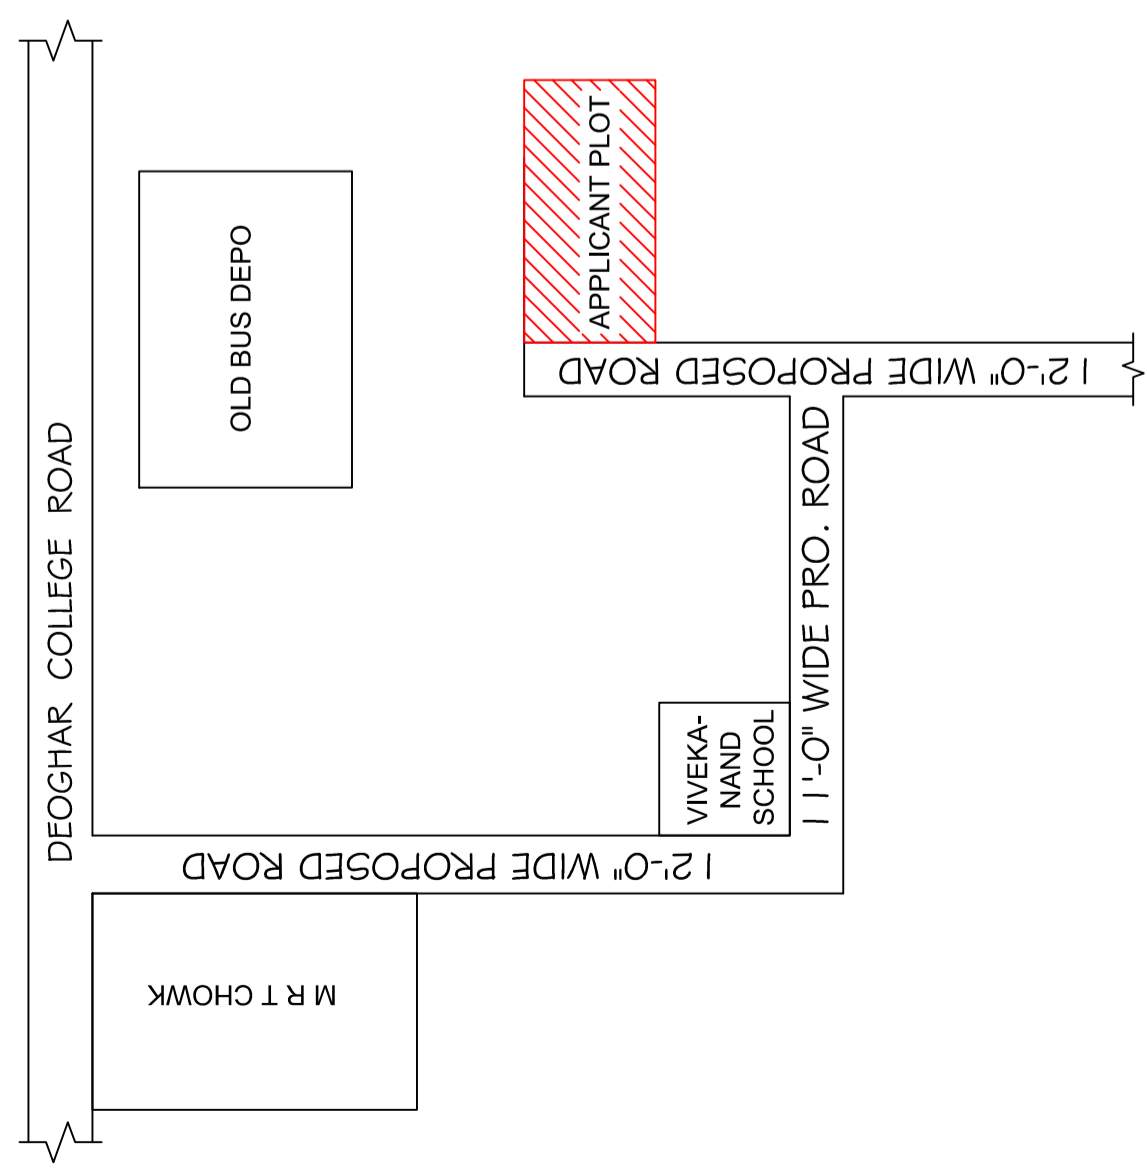 DEOGHAR COLLEGE ROAD
OLD BUS DEPO
APPLICANT PLOT
12'-0" WIDE PROPOSED ROAD
11'-0" WIDE PRO. ROAD
VIVEKA-
NAND
SCHOOL
12'-0" WIDE PROPOSED ROAD
M R T CHOWK